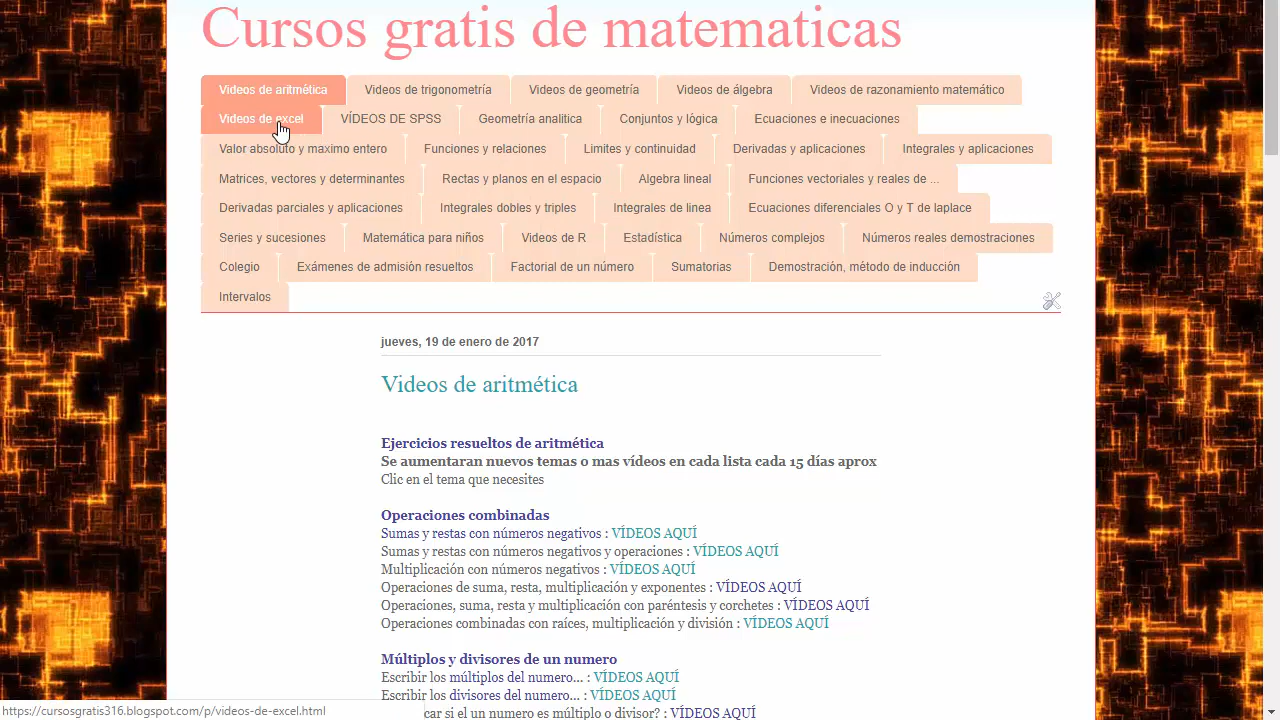 Cursos gratis de matematicas
Videos de aritmética Videos de trigonometría Videos de geometría Videos de álgebra Videos de razonamiento matemático
Videos de excel VÍDEOS DE SPSS Geometría analítica Conjuntos y lógica Ecuaciones e inecuaciones
Valor absoluto y maximo entero Funciones y relaciones Limites y continuidad Derivadas y aplicaciones Integrales y aplicaciones
Matrices, vectores y determinantes Rectas y planos en el espacio Algebra lineal Funciones vectoriales y reales de ...
Derivadas parciales y aplicaciones Integrales dobles y triples Integrales de linea Ecuaciones diferenciales O y T de laplace
Series y sucesiones Matemática para niños Videos de R Estadística Números complejos Números reales demostraciones
Colegio Exámenes de admisión resueltos Factorial de un número Sumatorias Demostración, método de inducción
Intervalos
jueves, 19 de enero de 2017
Videos de aritmética
Ejercicios resueltos de aritmética
Se aumentaran nuevos temas o mas vídeos en cada lista cada 15 días aprox
Clic en el tema que necesites
Operaciones combinadas
Sumas y restas con números negativos : VÍDEOS AQUÍ
Sumas y restas con números negativos y operaciones : VÍDEOS AQUÍ
Multiplicación con números negativos : VÍDEOS AQUÍ
Operaciones de suma, resta, multiplicación y exponentes : VÍDEOS AQUÍ
Operaciones, suma, resta y multiplicación con paréntesis y corchetes : VÍDEOS AQUÍ
Operaciones combinadas con raíces, multiplicación y división : VÍDEOS AQUÍ
Múltiplos y divisores de un numero
Escribir los múltiplos del numero... : VÍDEOS AQUÍ
Escribir los divisores del numero... : VÍDEOS AQUÍ
un numero es múltiplo o divisor? : VÍDEOS AQUÍ
https://cursosgratis316.blogspot.com/p/videos-de-excel.html